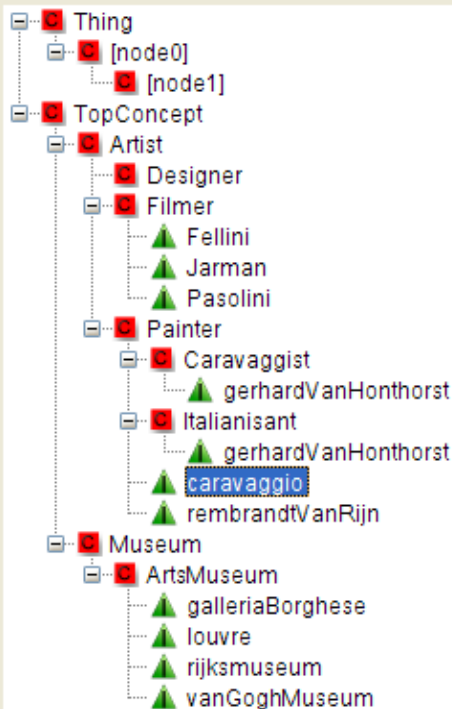 C Thing
C [node0]
C [node1]
C TopConcept
C Artist
C Designer
C Filmer
Fellini
Jarman
Pasolini
C Painter
C Caravaggist
gerhardVanHonthorst
C Italianisant
gerhardVanHonthorst
caravaggio
rembrandtVanRijn
C Museum
C ArtsMuseum
galleriaBorghese
louvre
rijksmuseum
vanGoghMuseum